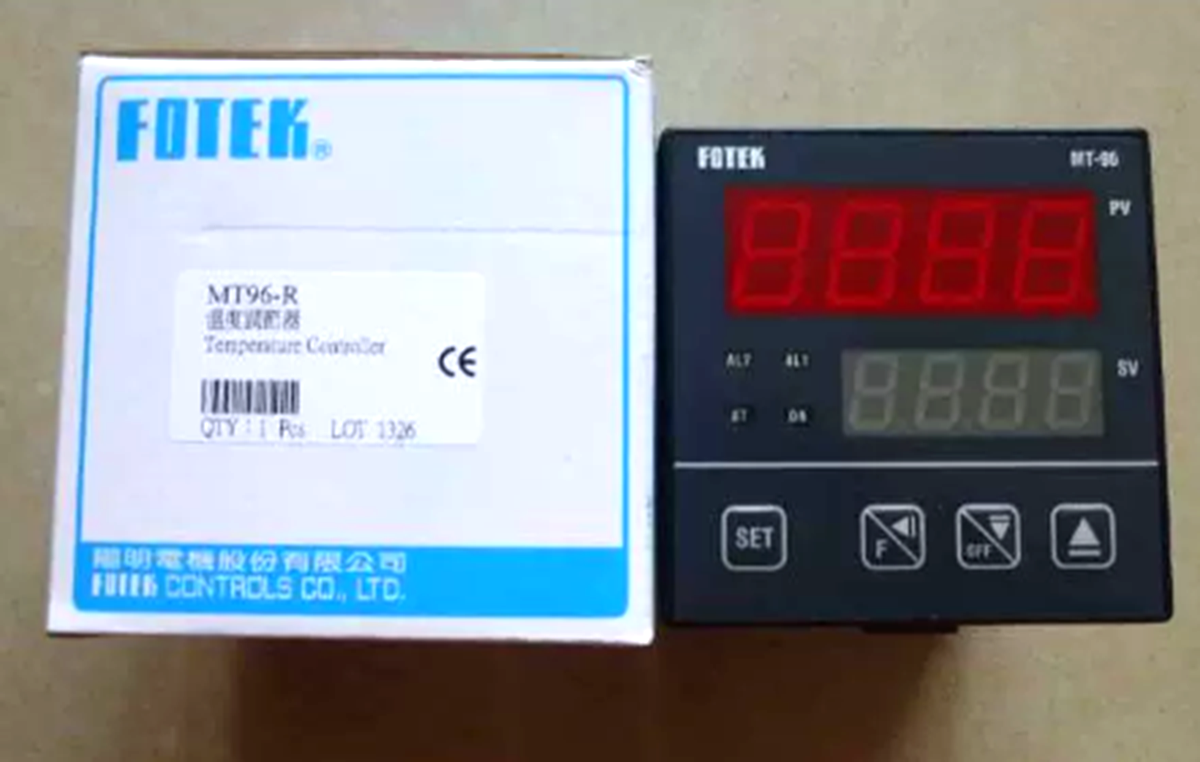 FOTEK®
MT96-R
溫度調節器
Temperature Controller
CE
QTY : 1 Pcs LOT 1326
陽明電機股份有限公司
FOTEK CONTROLS CO., LTD.
FOTEK MT-96
PV
AL2 AL1
SV
AT ON
SET F OFF